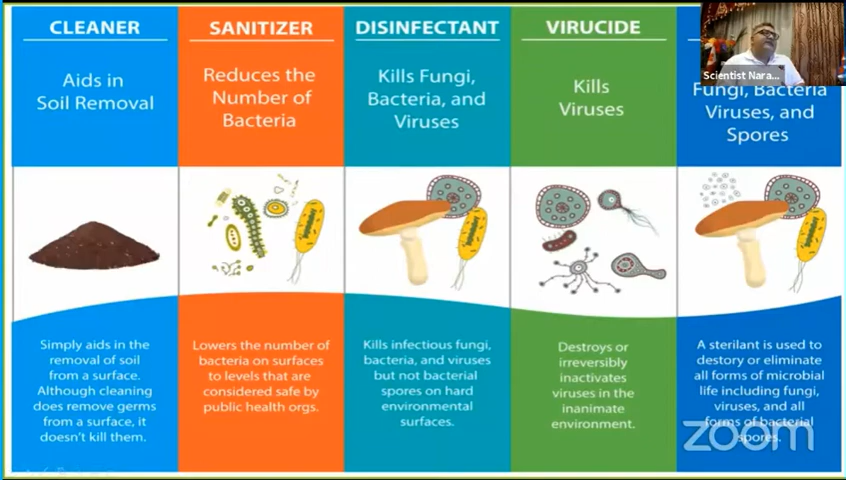 CLEANER
Aids in
Soil Removal
Simply aids in the
removal of soil
from a surface.
Although cleaning
does remove germs
from a surface, it
doesn't kill them.
SANITIZER
Reduces the
Number of
Bacteria
Lowers the number of
bacteria on surfaces
to levels that are
considered safe by
public health orgs.
DISINFECTANT
Kills Fungi,
Bacteria, and
Viruses
Kills infectious fungi,
bacteria, and viruses
but not bacterial
spores on hard
environmental
surfaces.
VIRUCIDE
Kills
Viruses
Destroys or
irreversibly
inactivates
viruses in the
inanimate
environment.
Fungi, Bacteria
Viruses, and
Spores
A sterilant is used to
destory or eliminate
all forms of microbial
life including fungi,
viruses, and all
forms of bacterial
spores.
Scientist Nara...
zoom